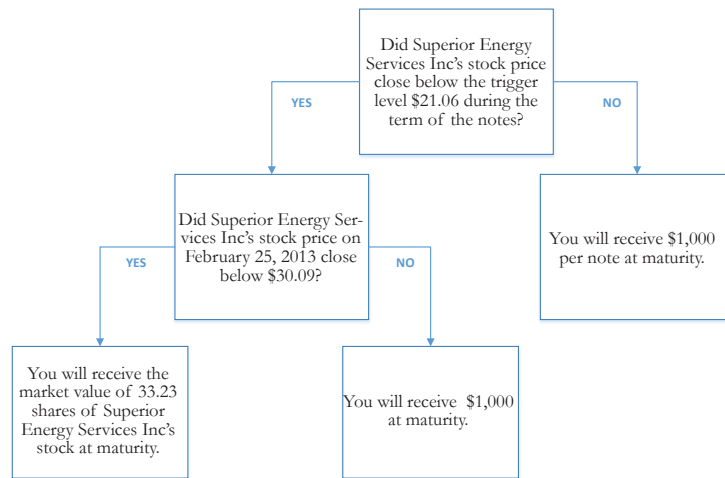 Did Superior Energy
Services Inc's stock price
close below the trigger
level $21.06 during the
term of the notes?
YES
NO
Did Superior Energy Ser-
vices Inc's stock price on
February 25, 2013 close
below $30.09?
You will receive $1,000
per note at maturity.
YES
NO
You will receive the
market value of 33.23
shares of Superior
Energy Services Inc's
stock at maturity.
You will receive $1,000
at maturity.